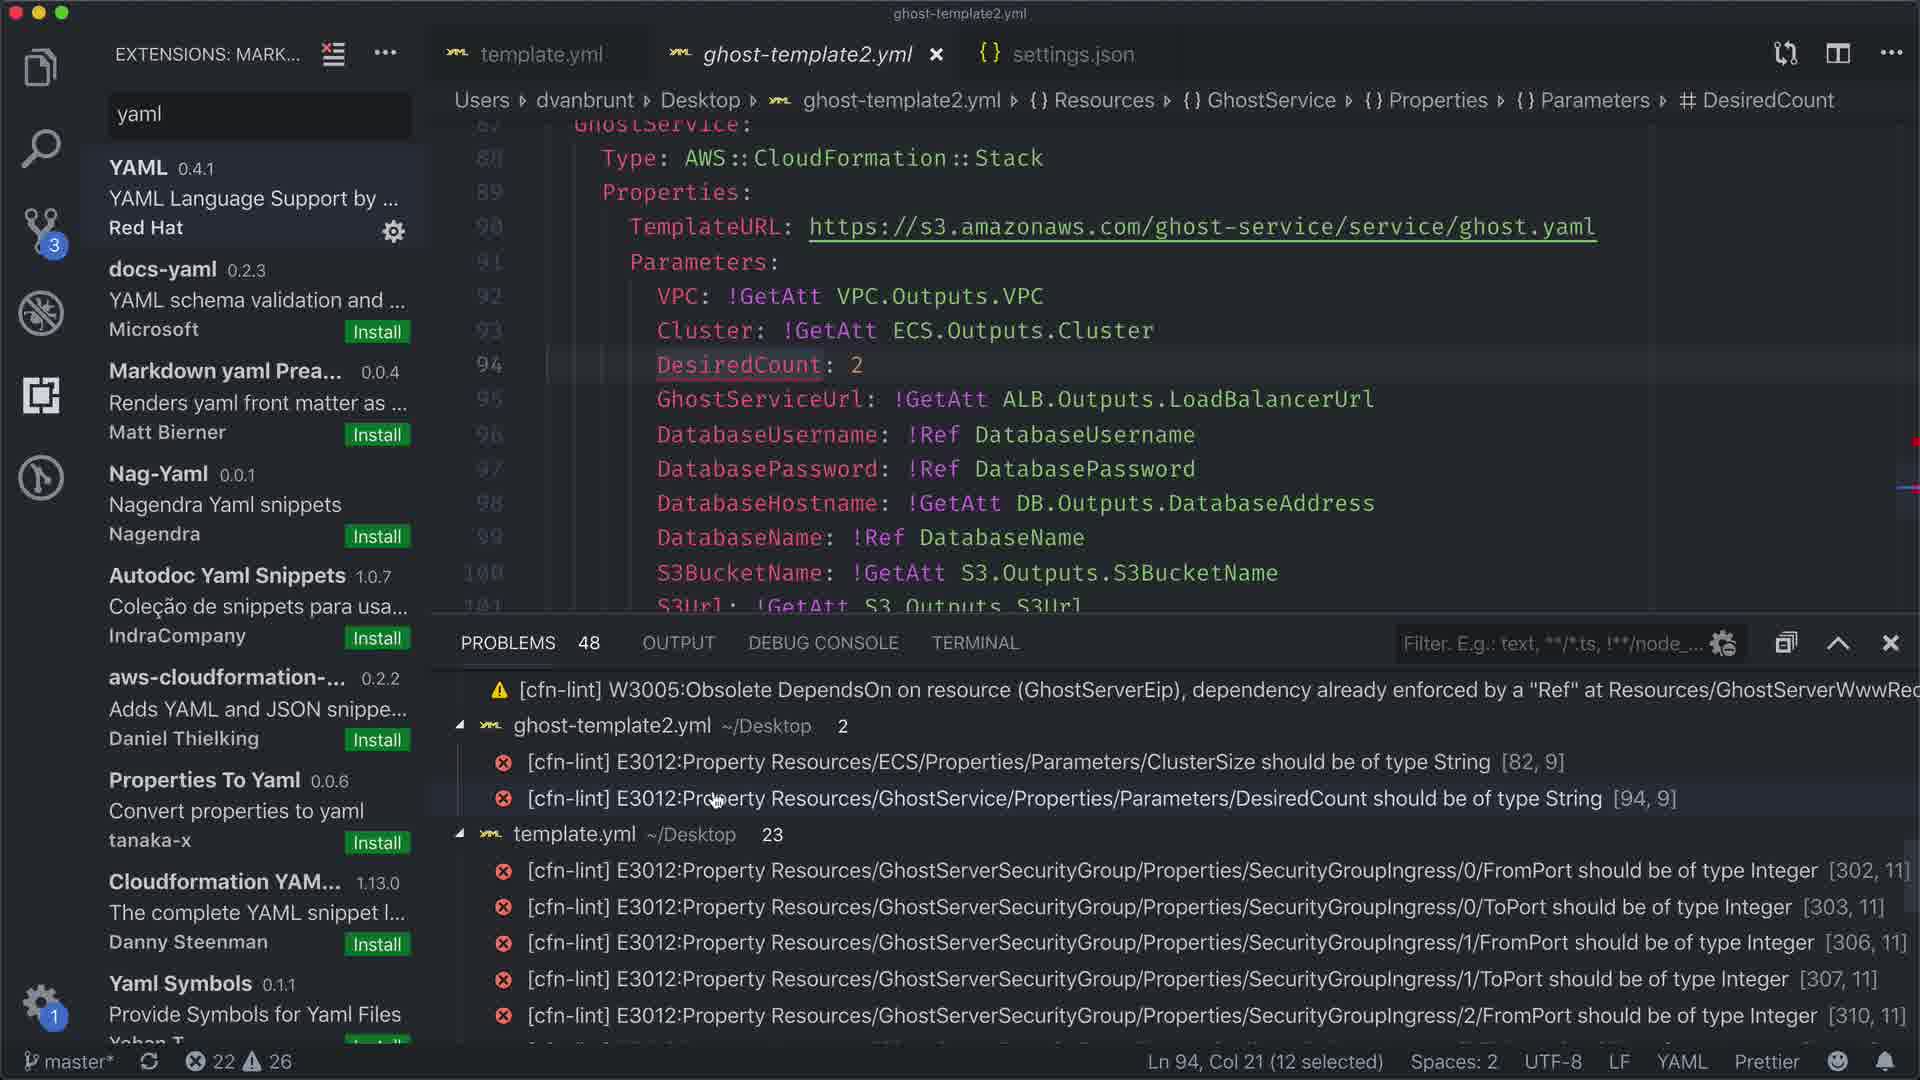 ghost-template2.yml
EXTENSIONS: MARK...
template.yml
ghost-template2.yml
settings.json
yaml
Users dvanbrunt Desktop ghost-template2.yml {} Resources {} GhostService {} Properties {} Parameters # DesiredCount
YAML 0.4.1
YAML Language Support by ...
Red Hat
docs-yaml 0.2.3
YAML schema validation and ...
Microsoft Install
Markdown yaml Prea... 0.0.4
Renders yaml front matter as ...
Matt Bierner Install
Nag-Yaml 0.0.1
Nagendra Yaml snippets
Nagendra Install
Autodoc Yaml Snippets 1.0.7
Coleção de snippets para usa...
IndraCompany Install
aws-cloudformation-... 0.2.2
Adds YAML and JSON snippe...
Daniel Thielking Install
Properties To Yaml 0.0.6
Convert properties to yaml
tanaka-x Install
Cloudformation YAM... 1.13.0
The complete YAML snippet l...
Danny Steenman Install
Yaml Symbols 0.1.1
Provide Symbols for Yaml Files
3
1
87 GhostService:
88 Type: AWS::CloudFormation::Stack
89 Properties:
90 TemplateURL: https://s3.amazonaws.com/ghost-service/service/ghost.yaml
91 Parameters:
92 VPC: !GetAtt VPC.Outputs.VPC
93 Cluster: !GetAtt ECS.Outputs.Cluster
94 DesiredCount: 2
95 GhostServiceUrl: !GetAtt ALB.Outputs.LoadBalancerUrl
96 DatabaseUsername: !Ref DatabaseUsername
97 DatabasePassword: !Ref DatabasePassword
98 DatabaseHostname: !GetAtt DB.Outputs.DatabaseAddress
99 DatabaseName: !Ref DatabaseName
100 S3BucketName: !GetAtt S3.Outputs.S3BucketName
101 S3Url: !GetAtt S3.Outputs.S3Url
PROBLEMS 48 OUTPUT DEBUG CONSOLE TERMINAL
Filter. E.g.: text, **/*.ts, !**/node_...
[cfn-lint] W3005:Obsolete DependsOn on resource (GhostServerEip), dependency already enforced by a "Ref" at Resources/GhostServerWwwRec
ghost-template2.yml ~/Desktop 2
[cfn-lint] E3012:Property Resources/ECS/Properties/Parameters/ClusterSize should be of type String [82, 9]
[cfn-lint] E3012:Property Resources/GhostService/Properties/Parameters/DesiredCount should be of type String [94, 9]
template.yml ~/Desktop 23
[cfn-lint] E3012:Property Resources/GhostServerSecurityGroup/Properties/SecurityGroupIngress/0/FromPort should be of type Integer [302, 11]
[cfn-lint] E3012:Property Resources/GhostServerSecurityGroup/Properties/SecurityGroupIngress/0/ToPort should be of type Integer [303, 11]
[cfn-lint] E3012:Property Resources/GhostServerSecurityGroup/Properties/SecurityGroupIngress/1/FromPort should be of type Integer [306, 11]
[cfn-lint] E3012:Property Resources/GhostServerSecurityGroup/Properties/SecurityGroupIngress/1/ToPort should be of type Integer [307, 11]
[cfn-lint] E3012:Property Resources/GhostServerSecurityGroup/Properties/SecurityGroupIngress/2/FromPort should be of type Integer [310, 11]
master* 22 26
Ln 94, Col 21 (12 selected) Spaces: 2 UTF-8 LF YAML Prettier